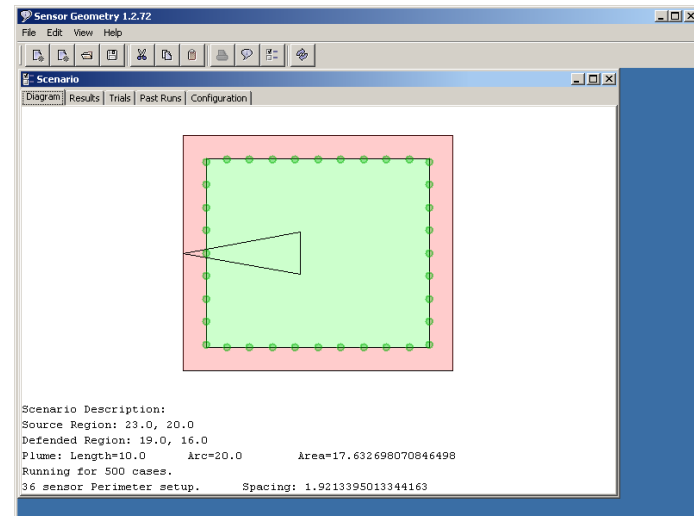 Sensor Geometry 1.2.72
File Edit View Help
Scenario
Diagram Results Trials Past Runs Configuration
Scenario Description:
Source Region: 23.0, 20.0
Defended Region: 19.0, 16.0
Plume: Length=10.0 Arc=20.0 Area=17.632698070846498
Running for 500 cases.
36 sensor Perimeter setup. Spacing: 1.9213395013344163